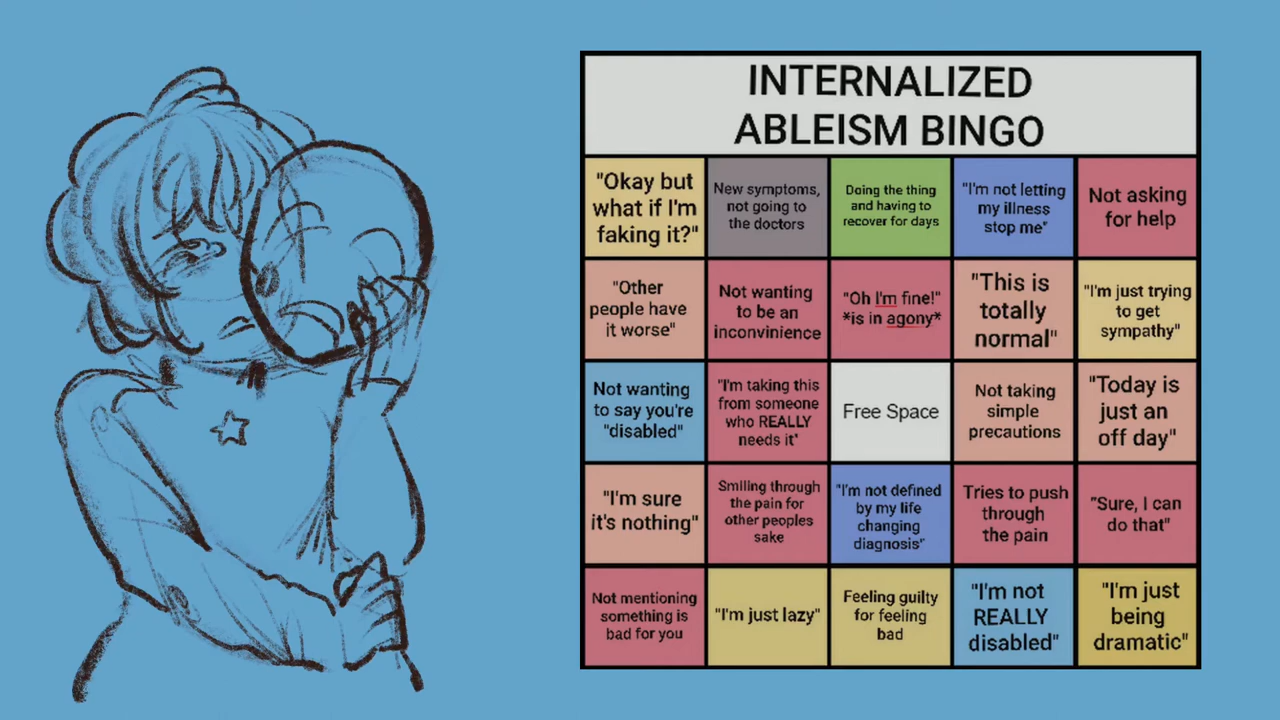 INTERNALIZED
ABLEISM BINGO
"Okay but
what if I'm
faking it?"
New symptoms,
not going to
the doctors
Doing the thing
and having to
recover for days
"I'm not letting
my illness
stop me"
Not asking
for help
"Other
people have
it worse"
Not wanting
to be an
inconvinience
"Oh I'm fine!"
*is in agony*
"This is
totally
normal"
"I'm just trying
to get
sympathy"
Not wanting
to say you're
"disabled"
"I'm taking this
from someone
who REALLY
needs it'
Free Space
Not taking
simple
precautions
"Today is
just an
off day"
"I'm sure
it's nothing"
Smiling through
the pain for
other peoples
sake
"I'm not defined
by my life
changing
diagnosis"
Tries to push
through
the pain
"Sure, I can
do that"
Not mentioning
something is
bad for you
"I'm just lazy"
Feeling guilty
for feeling
bad
"I'm not
REALLY
disabled"
"I'm just
being
dramatic"